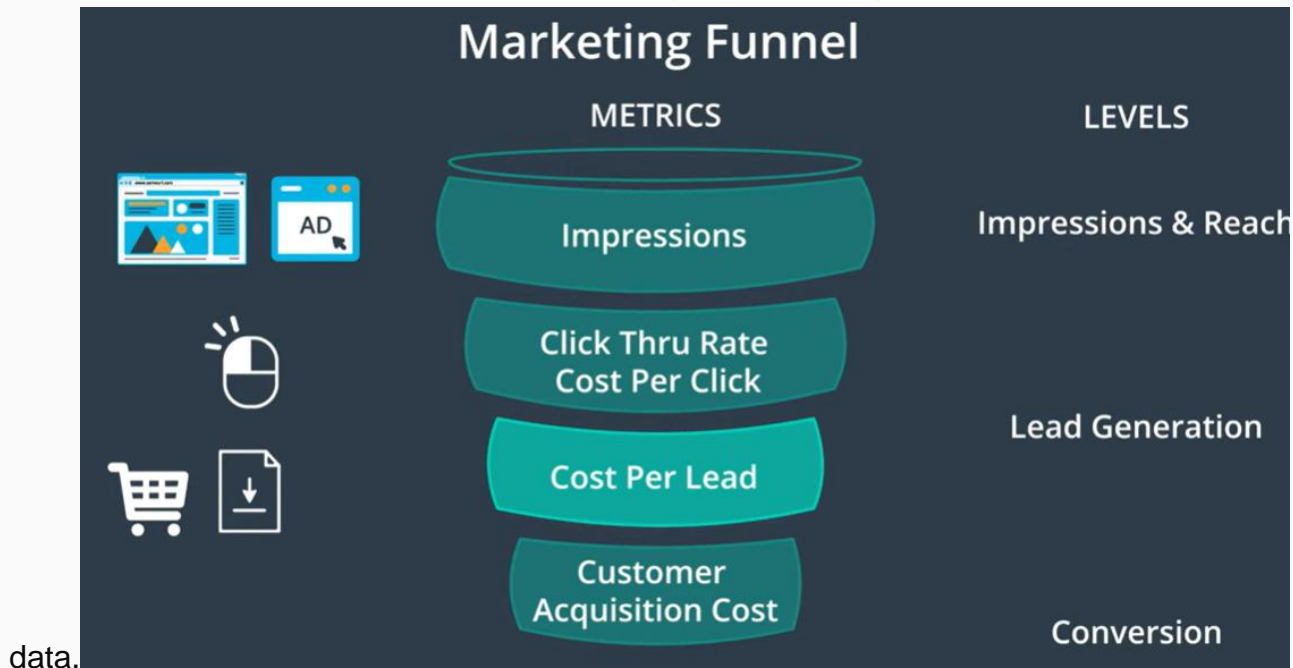 Marketing Funnel
METRICS
LEVELS
AD
Impressions
Impressions & Reach
Click Thru Rate
Cost Per Click
Lead Generation
Cost Per Lead
Customer
Acquisition Cost
Conversion
data.